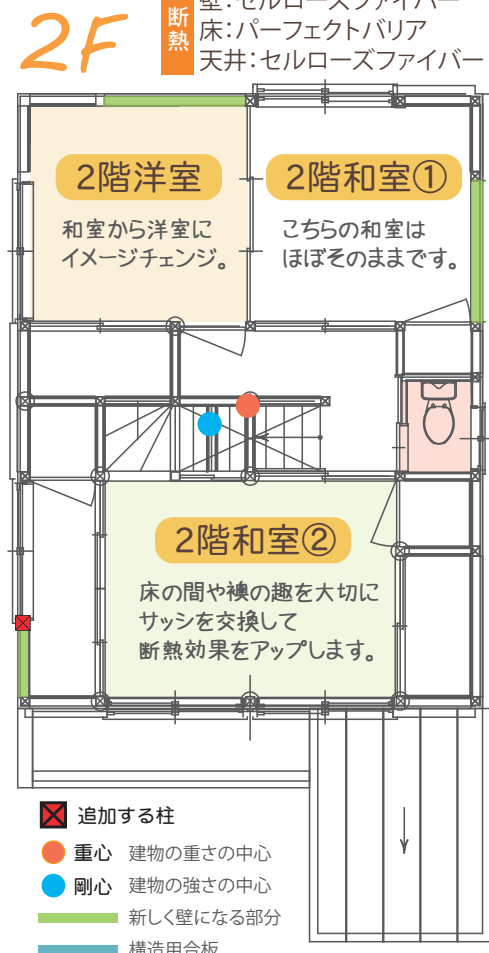 2F
断熱
壁：セルローズファイバー
床：パーフェクトバリア
天井：セルローズファイバー
2階洋室
和室から洋室に
イメージチェンジ。
2階和室①
こちらの和室は
ほぼそのままです。
2階和室②
床の間や襖の趣を大切に
サッシを交換して
断熱効果をアップします。
追加する柱
重心 建物の重さの中心
剛心 建物の強さの中心
新しく壁になる部分
構造用合板